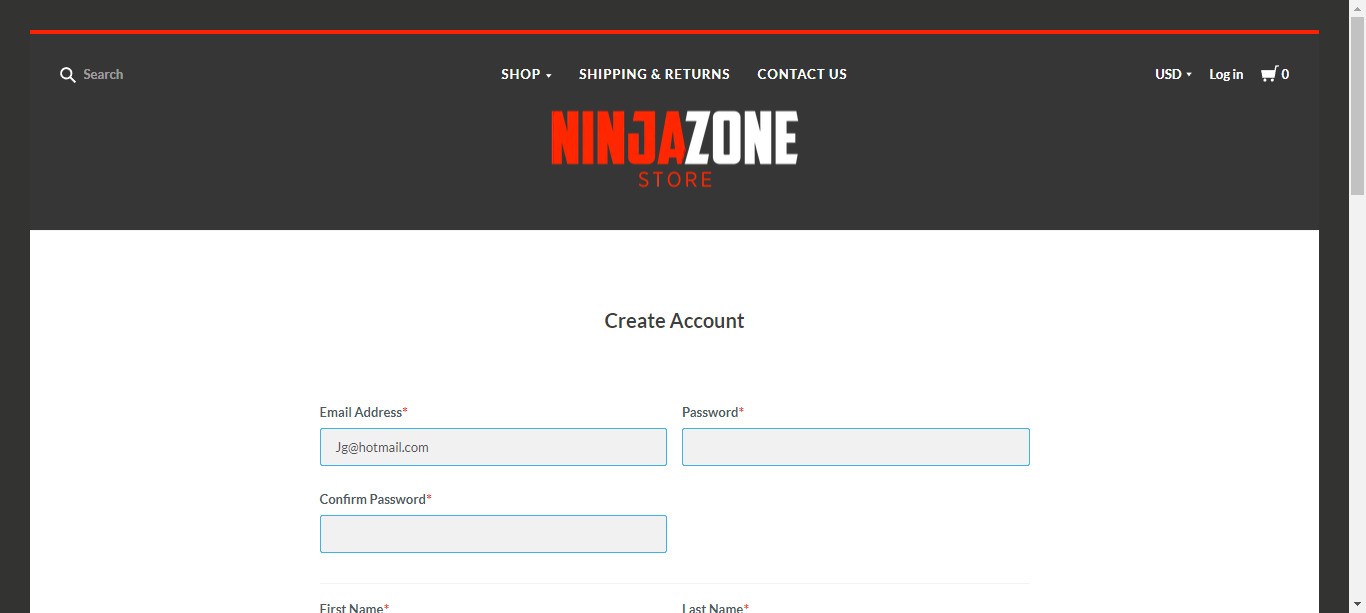 Search
SHOP
SHIPPING & RETURNS
CONTACT US
USD
Log in
0
NINJAZONE
STORE
Create Account
Email Address*
Password*
Jg@hotmail.com
Confirm Password*
First Name*
Last Name*